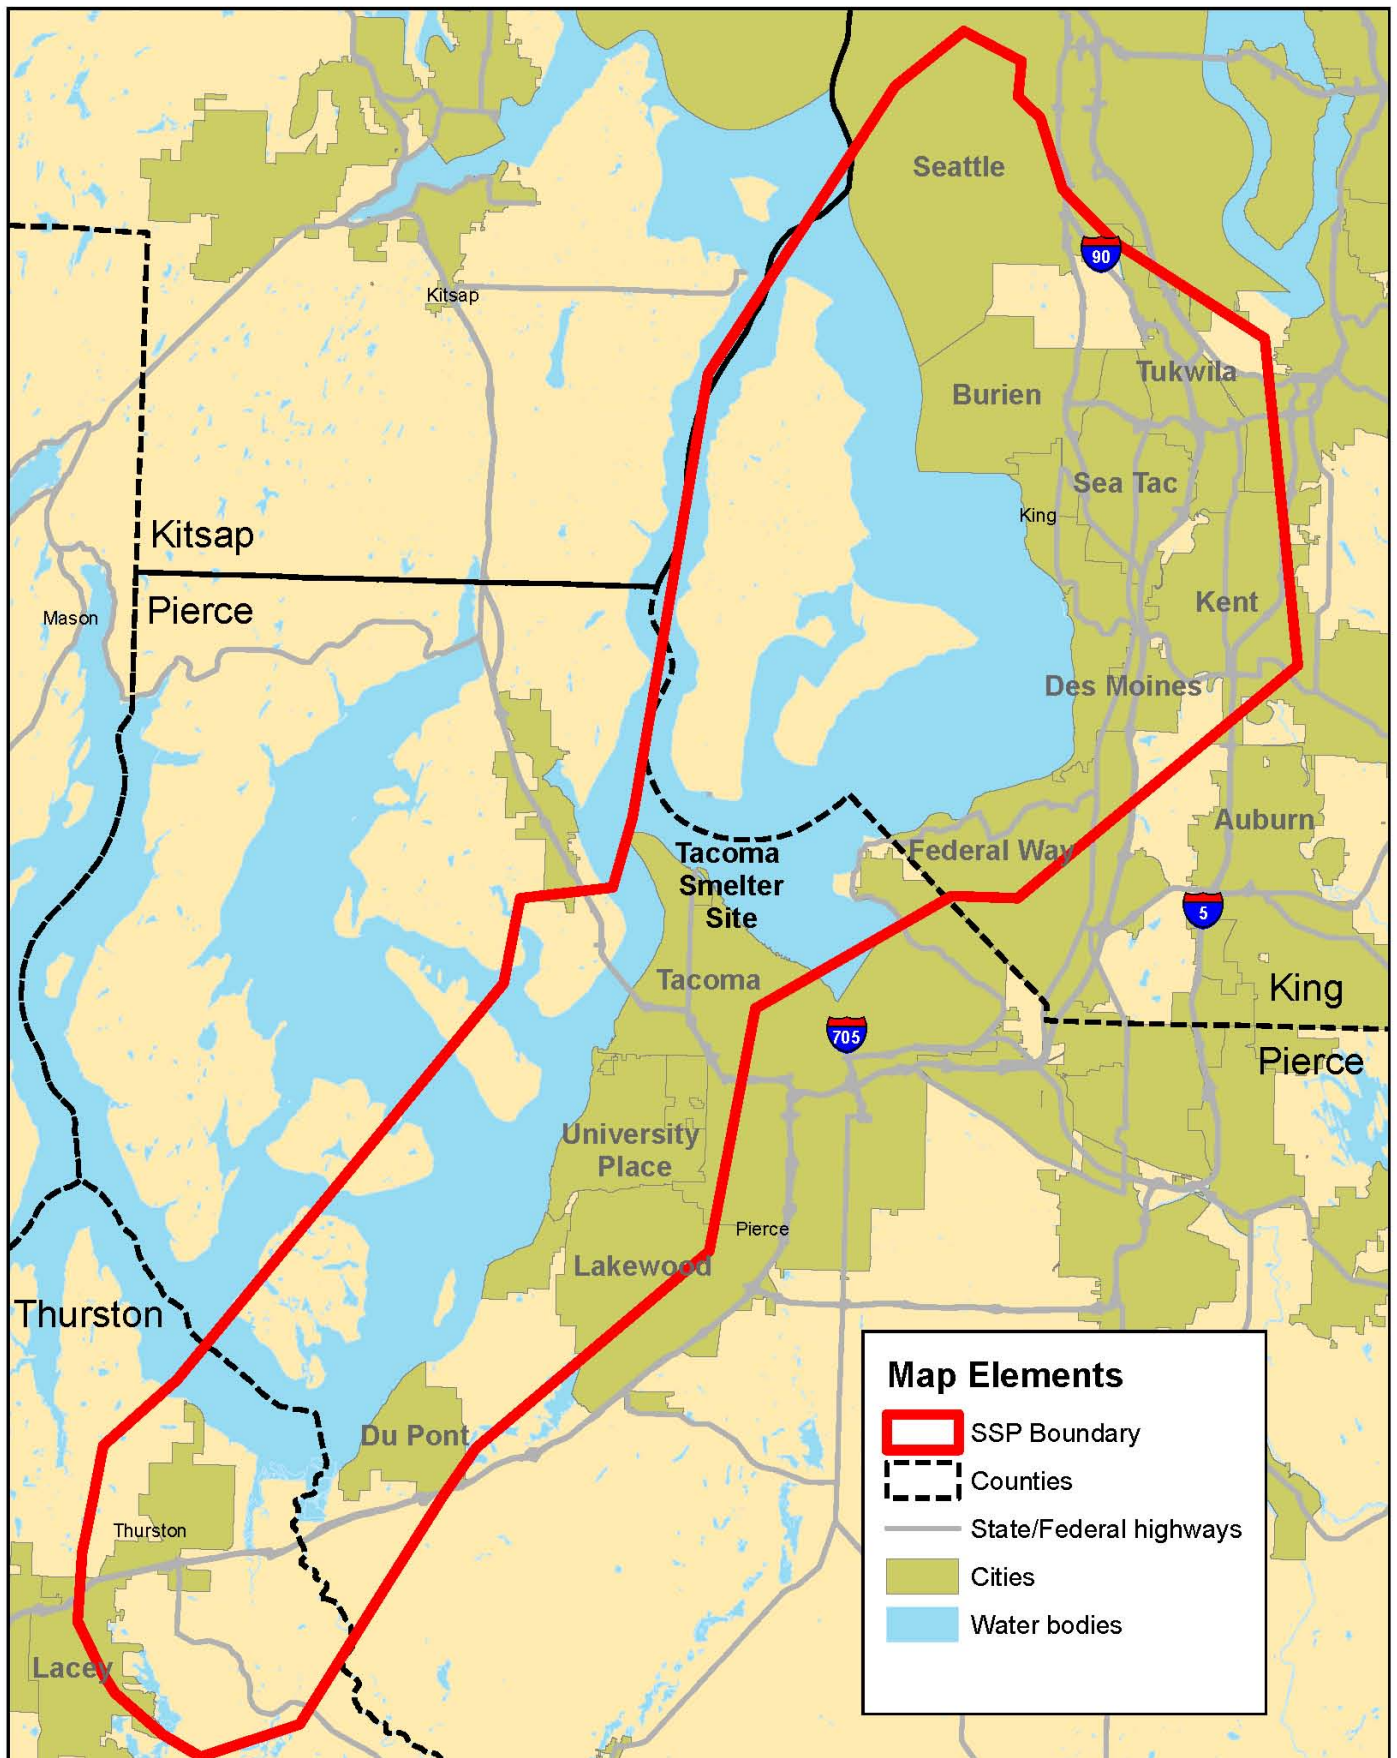 Seattle
90
Kitsap
Tukwila
Burien
Sea Tac
King
Kitsap
Kent
Pierce
Mason
Des Moines
Auburn
Federal Way
Tacoma
Smelter
Site
5
Tacoma
King
705
Pierce
University
Place
Pierce
Lakewood
Thurston
Map Elements
SSP Boundary
Counties
State/Federal highways
Cities
Water bodies
Du Pont
Thurston
Lacey